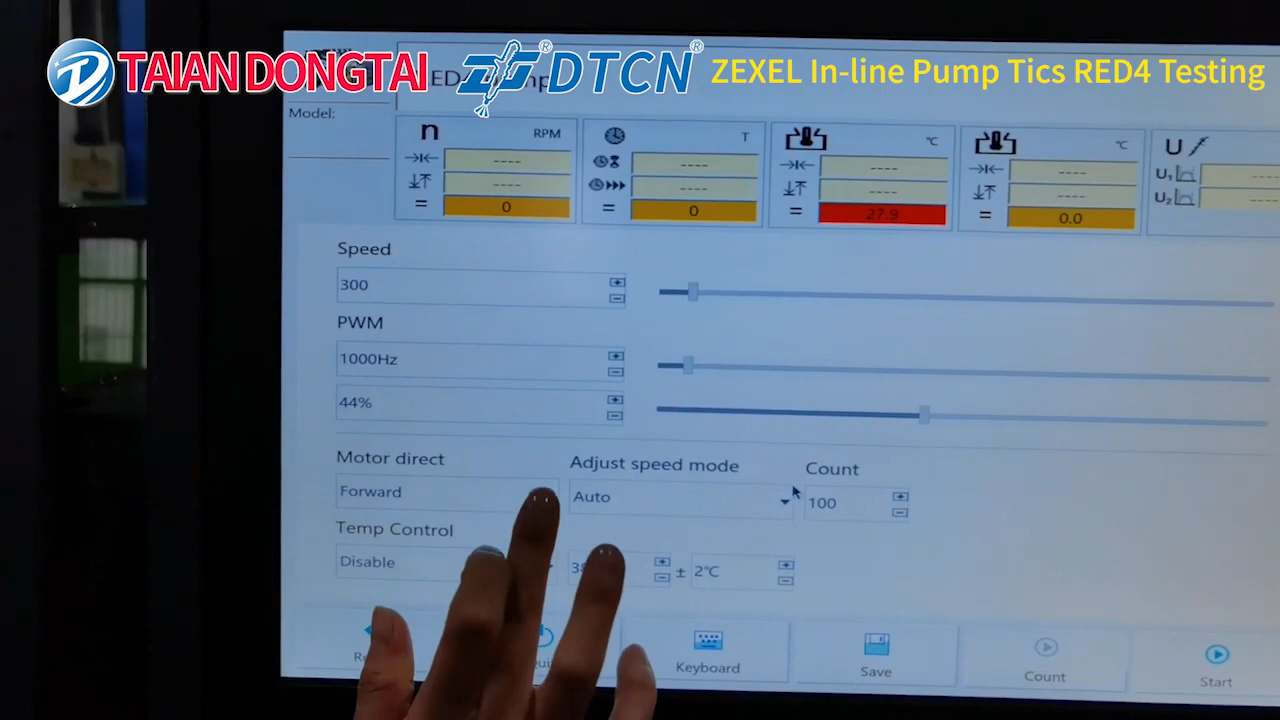 TAIAN DONGTAI ® DTCN® ZEXEL In-line Pump Tics RED4 Testing
Model:
n RPM
----
----
= 0
T
----
----
= 0
℃
----
----
= 27.9
℃
----
----
= 0.0
U
U₁ ----
U₂ ----
Speed
300
PWM
1000Hz
44%
Motor direct Adjust speed mode Count
Forward Auto 100
Temp Control
Disable ± 2℃
Keyboard Save Count Start